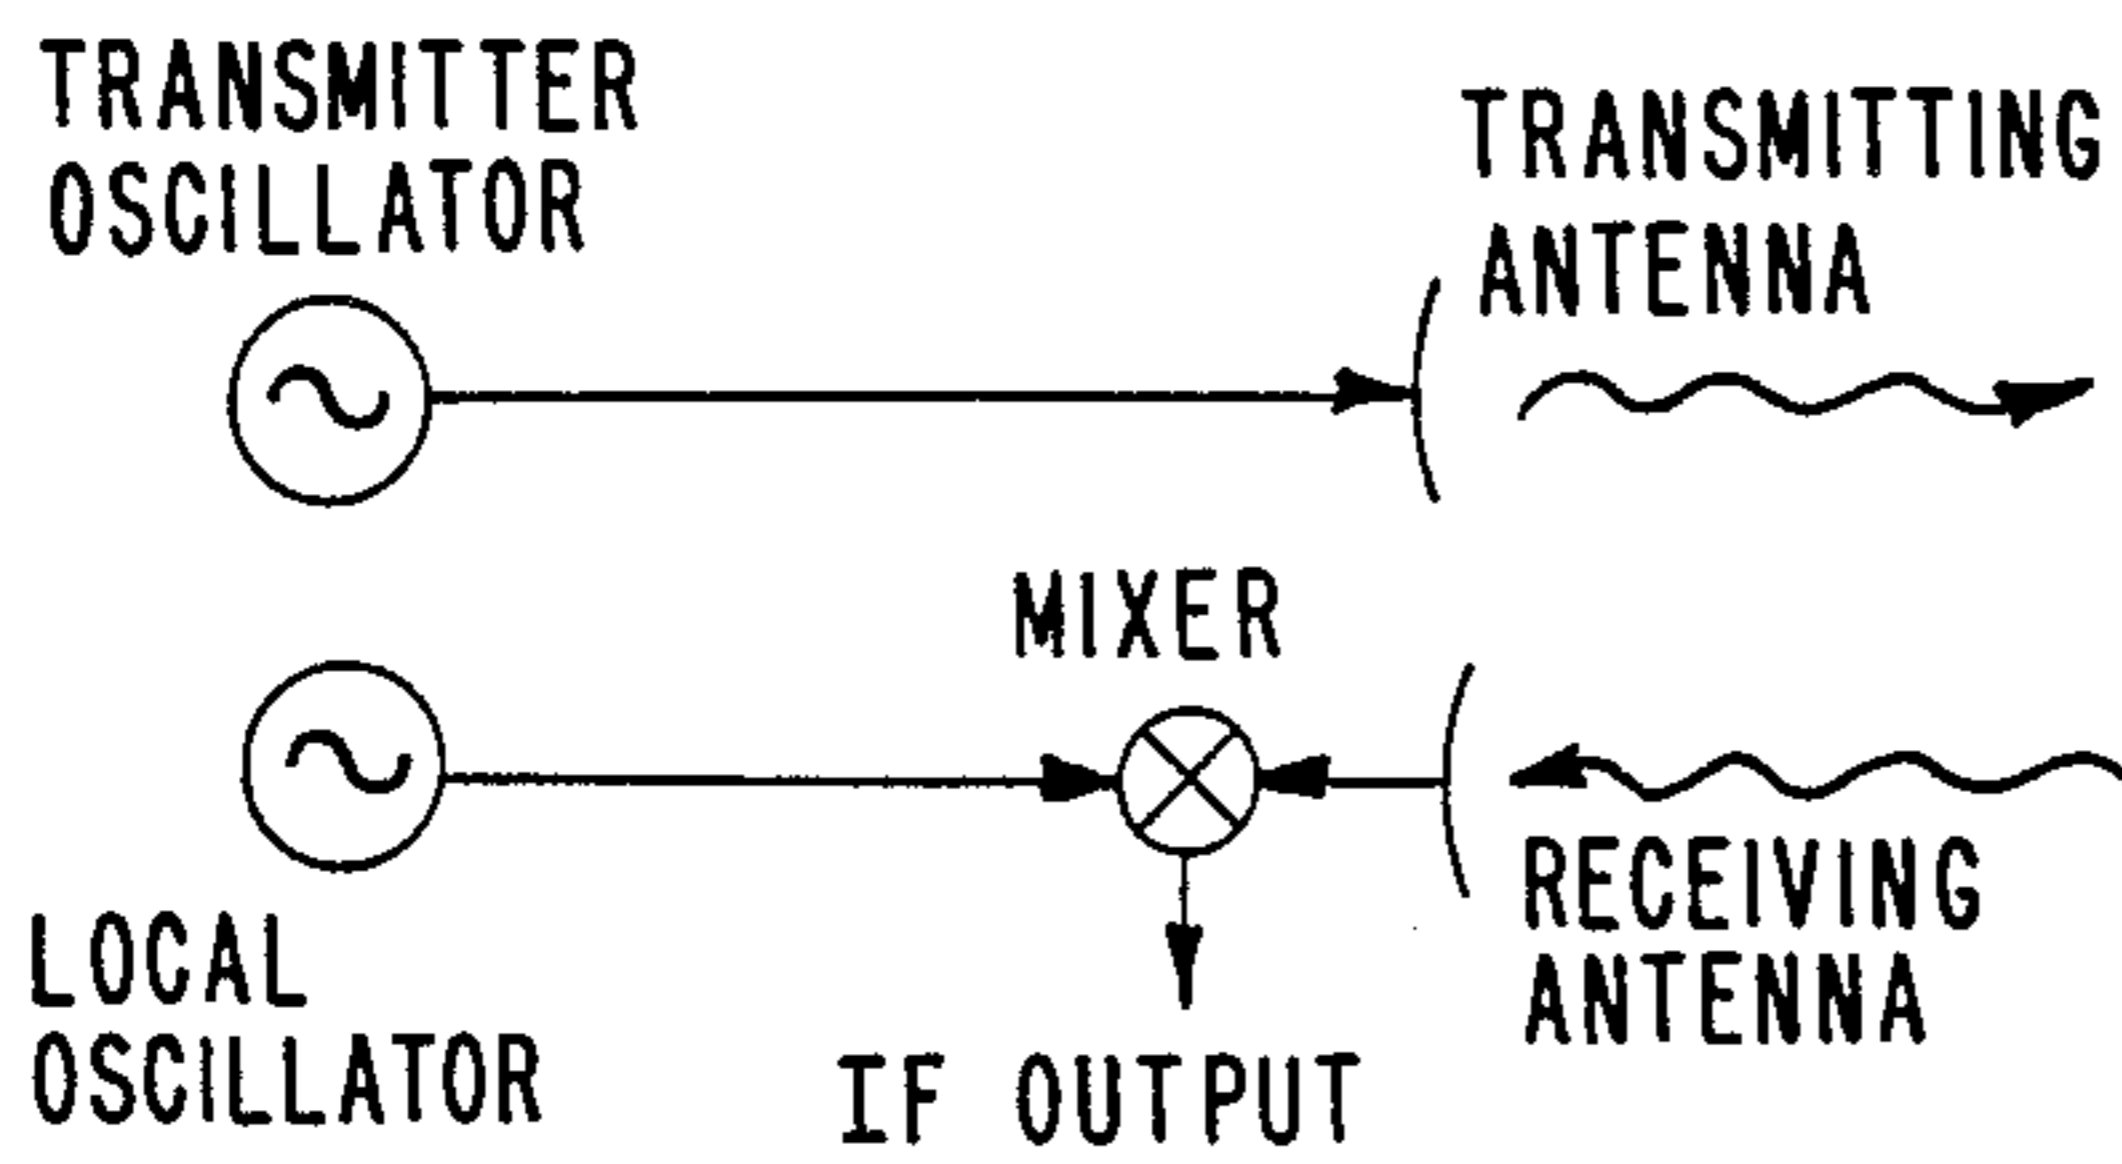 TRANSMITTER
OSCILLATOR
TRANSMITTING
ANTENNA
MIXER
LOCAL
OSCILLATOR
IF OUTPUT
RECEIVING
ANTENNA